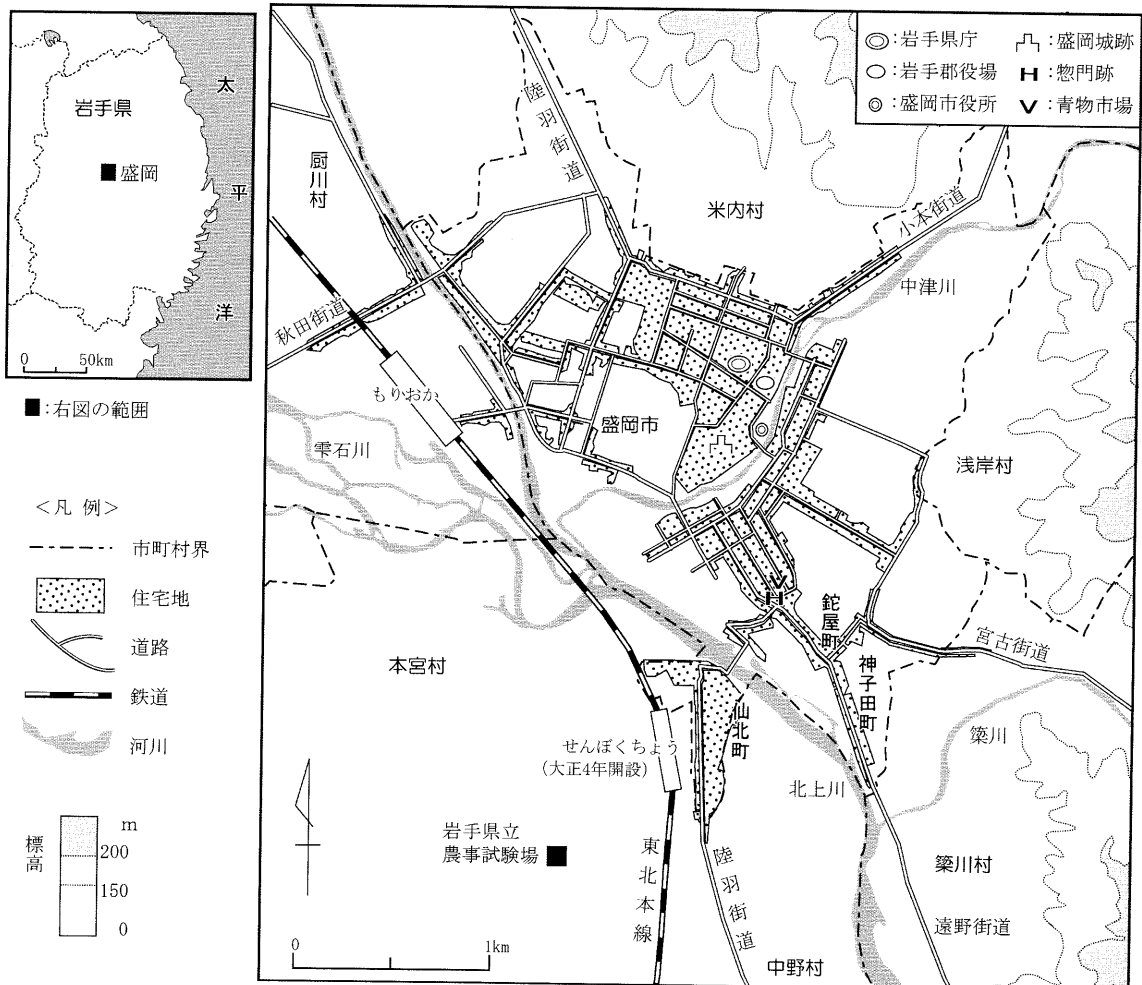 岩手県
盛岡
太平洋
0 50km
■:右図の範囲
<凡 例>
市町村界
住宅地
道路
鉄道
河川
標高
m
200
150
0
◎:岩手県庁
○:岩手郡役場
◎:盛岡市役所
:盛岡城跡
:惣門跡
:青物市場
陸羽街道
厨川村
米内村
小本街道
中津川
秋田街道
もりおか
盛岡市
雫石川
浅岸村
鉈屋町
神子田町
宮古街道
本宮村
仙北町
せんぼくちょう
(大正4年開設)
簗川
北上川
岩手県立
農事試験場
東北本線
陸羽街道
簗川村
遠野街道
中野村
0 1km